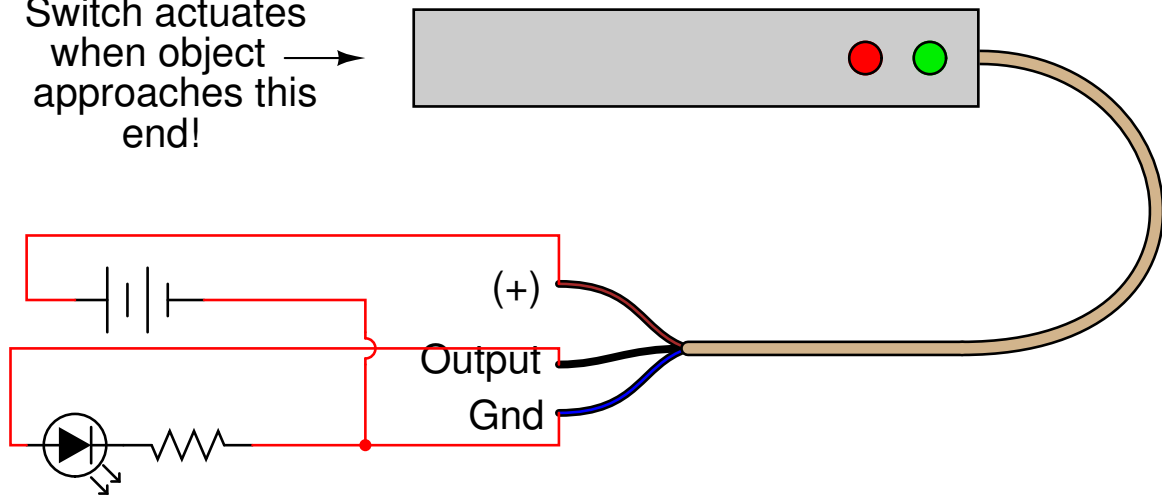 Switch actuates
when object
approaches this
end!
(+)
Output
Gnd